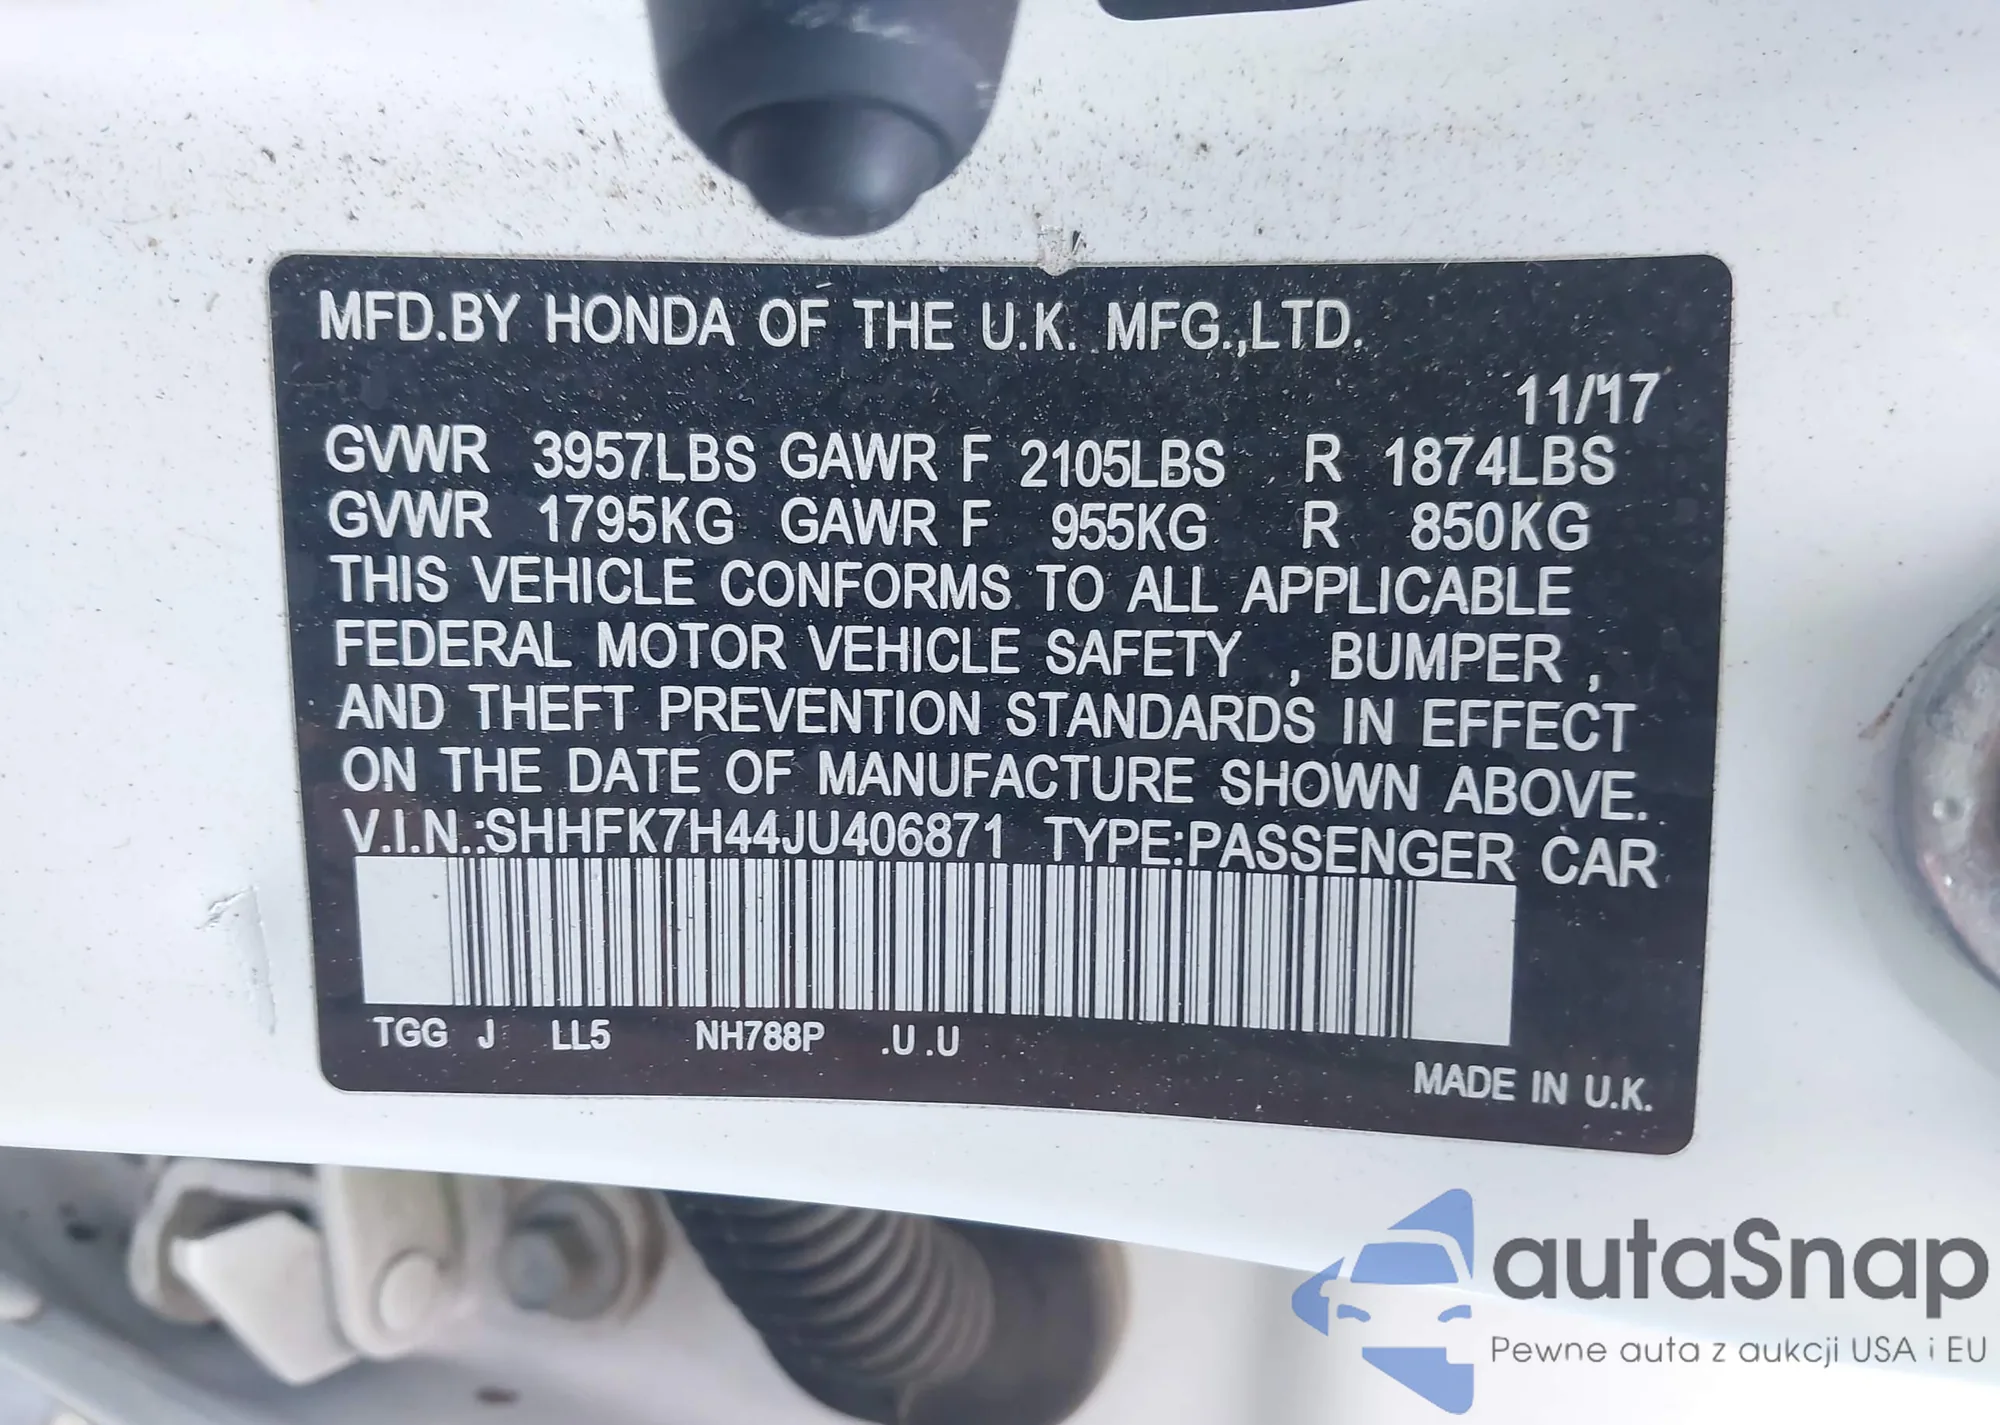 MFD.BY HONDA OF THE U.K. MFG.,LTD.
11/17
GVWR 3957LBS GAWR F 2105LBS R 1874LBS
GVWR 1795KG GAWR F 955KG R 850KG
THIS VEHICLE CONFORMS TO ALL APPLICABLE
FEDERAL MOTOR VEHICLE SAFETY , BUMPER ,
AND THEFT PREVENTION STANDARDS IN EFFECT
ON THE DATE OF MANUFACTURE SHOWN ABOVE.
V.I.N.:SHHFK7H44JU406871 TYPE:PASSENGER CAR
TGG J LL5 NH788P .U .U
MADE IN U.K.
autaSnap
Pewne auta z aukcji USA i EU